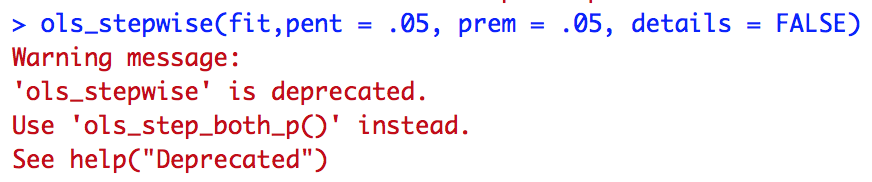 > ols_stepwise(fit,pent = .05, prem = .05, details = FALSE)
Warning message:
'ols_stepwise' is deprecated.
Use 'ols_step_both_p()' instead.
See help("Deprecated")